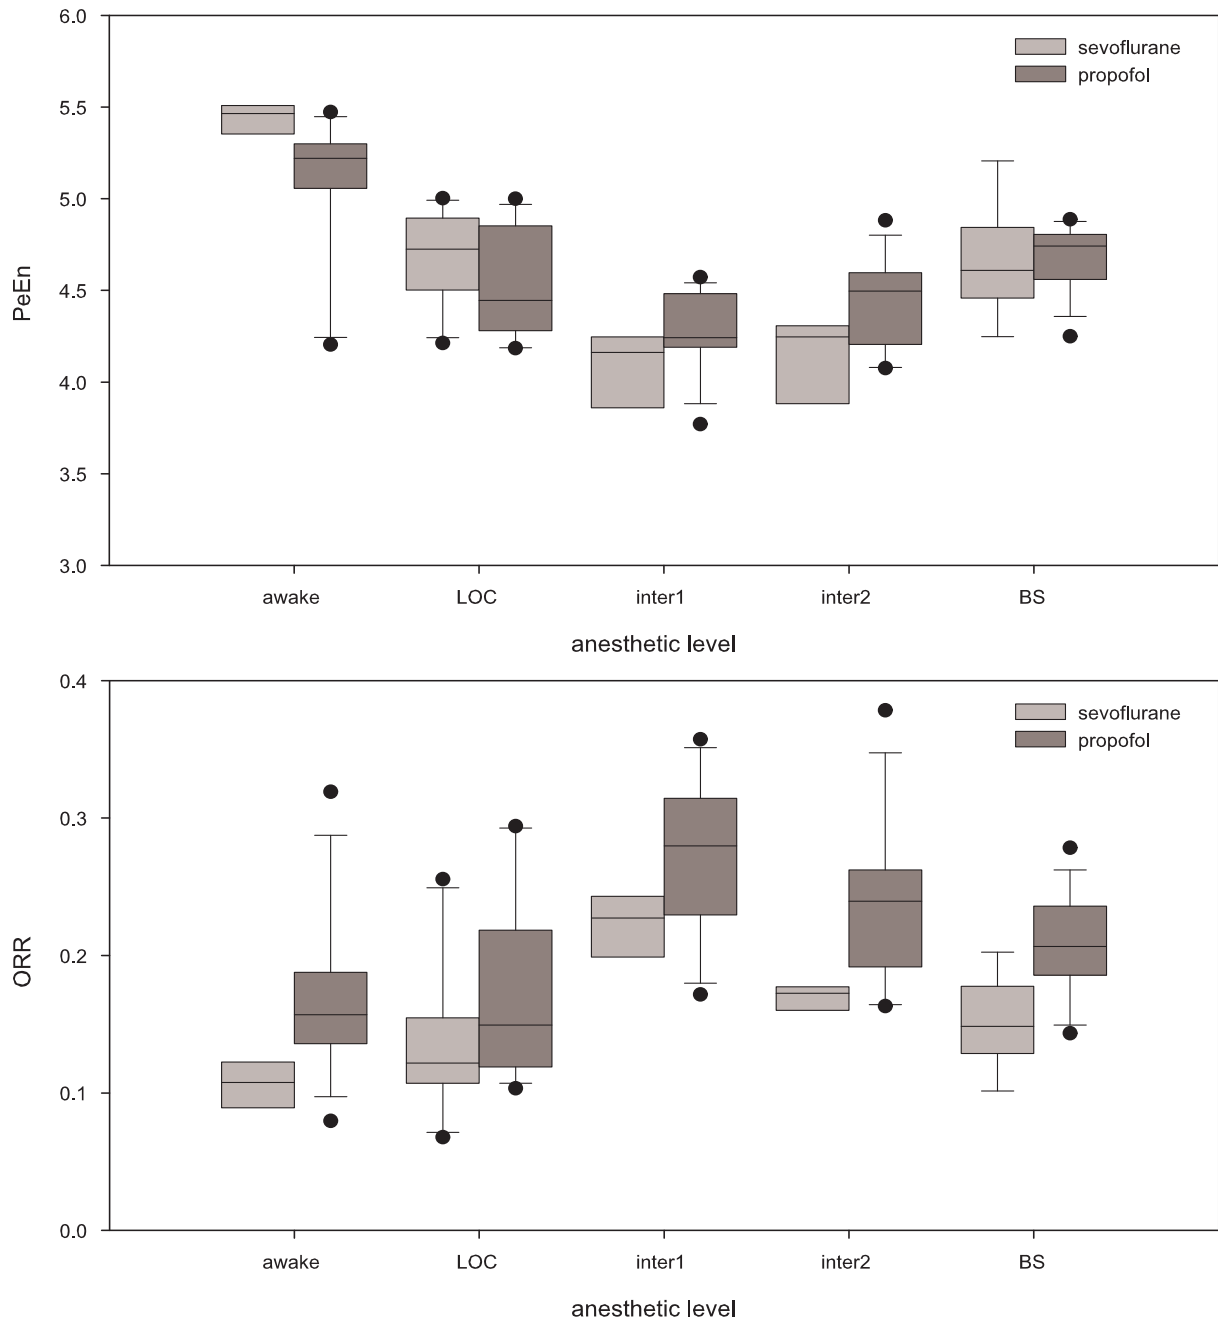 6.0
sevoflurane
propofol
5.5
5.0
4.5
PeEn
4.0
3.5
3.0
awake LOC inter1 inter2 BS
anesthetic level
0.4
sevoflurane
propofol
0.3
ORR
0.2
0.1
0.0
awake LOC inter1 inter2 BS
anesthetic level